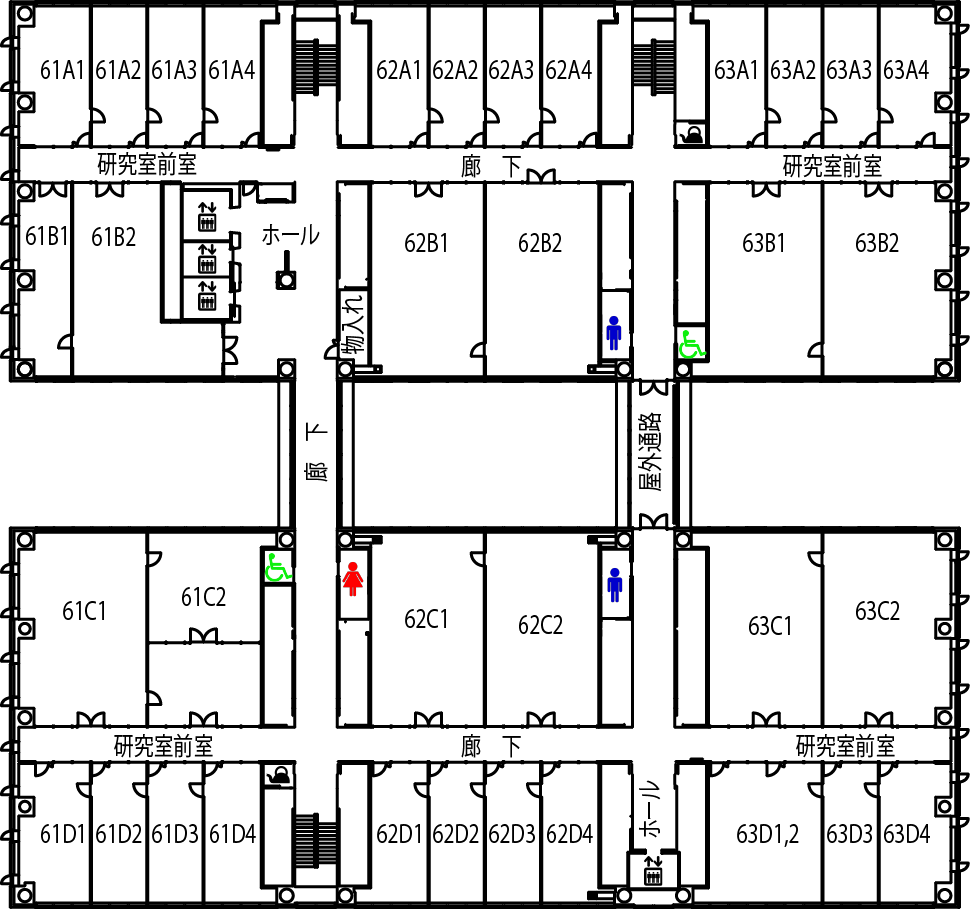 61A1 61A2 61A3 61A4 62A1 62A2 62A3 62A4 63A1 63A2 63A3 63A4
研究室前室 廊 下 研究室前室
61B1 61B2 ホール 62B1 62B2 63B1 63B2
物入れ
廊 下
屋外通路
61C1 61C2 62C1 62C2 63C1 63C2
研究室前室 廊 下 研究室前室
61D1 61D2 61D3 61D4 62D1 62D2 62D3 62D4 ホール 63D1,2 63D3 63D4